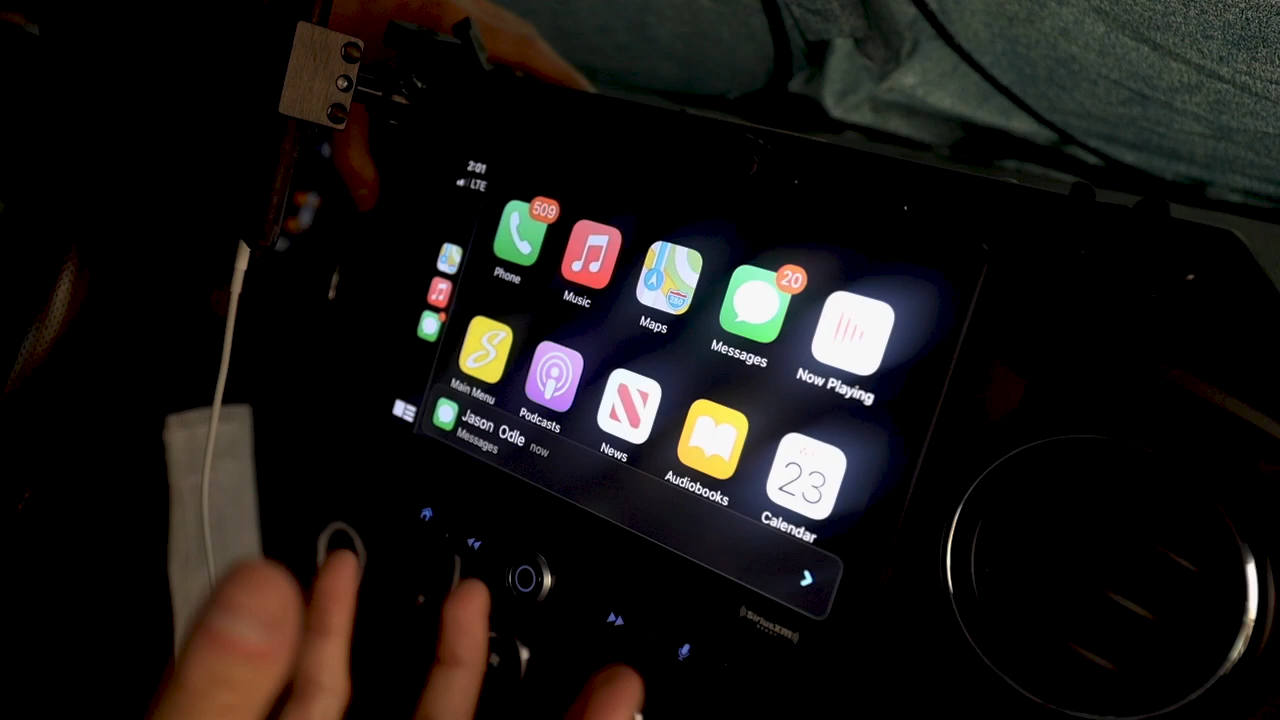 2:01
LTE
509
20
Phone
Music
Maps
Messages
Now Playing
280
S
23
Main Menu
Podcasts
News
Audiobooks
Calendar
Jason Odle
Messages now
SiriusXM